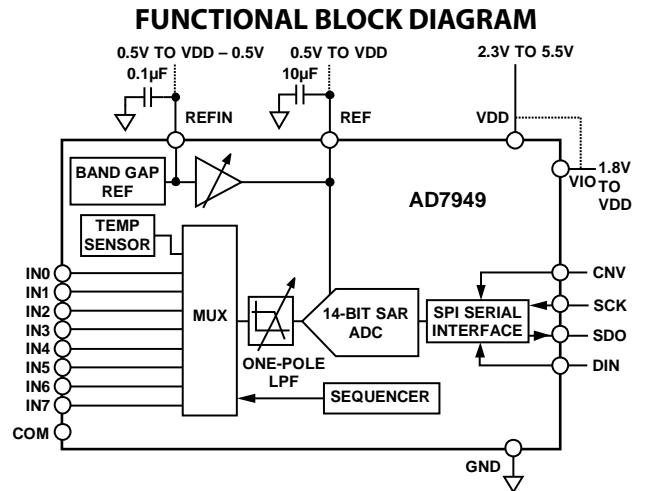 FUNCTIONAL BLOCK DIAGRAM
0.5V TO VDD – 0.5V
0.5V TO VDD
2.3V TO 5.5V
0.1µF
10µF
REFIN
REF
VDD
BAND GAP
REF
AD7949
VIO
1.8V
TO
VDD
TEMP
SENSOR
IN0
IN1
IN2
IN3
IN4
IN5
IN6
IN7
COM
MUX
ONE-POLE
LPF
14-BIT SAR
ADC
SPI SERIAL
INTERFACE
CNV
SCK
SDO
DIN
SEQUENCER
GND